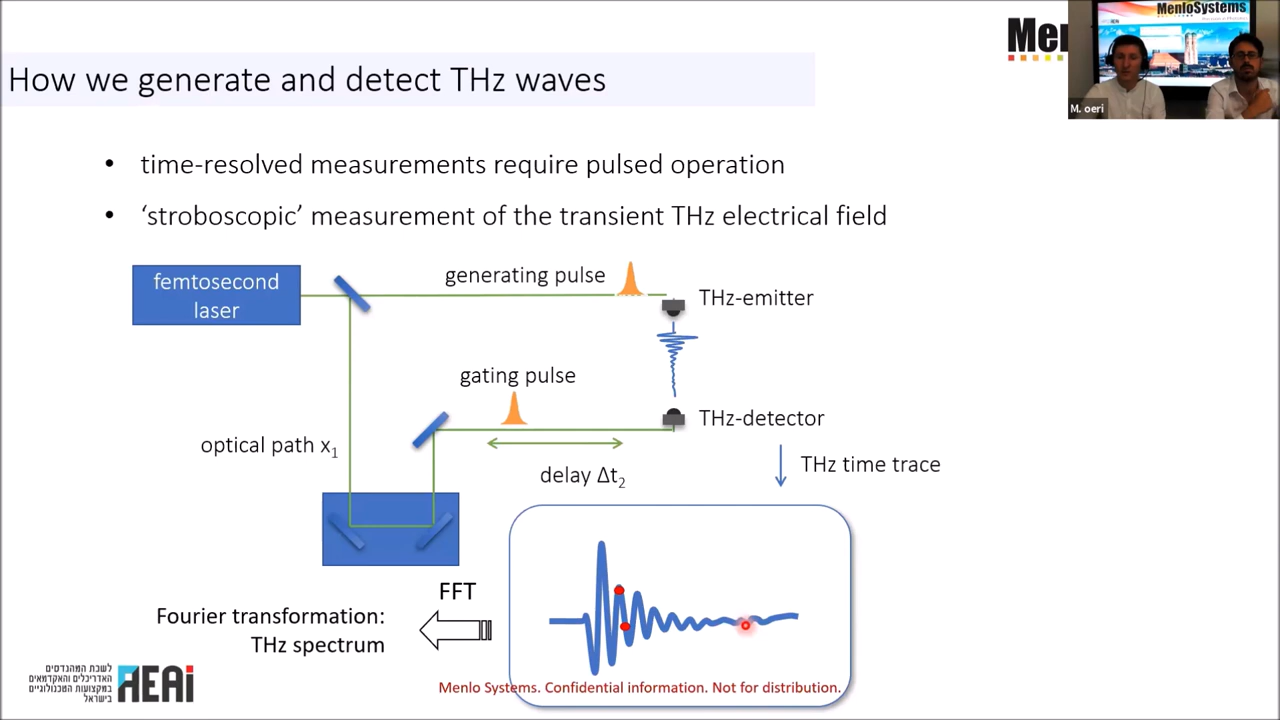 MenloSystems
Men
M. oeri
How we generate and detect THz waves
• time-resolved measurements require pulsed operation
• ‘stroboscopic’ measurement of the transient THz electrical field
femtosecond
laser
generating pulse
THz-emitter
gating pulse
THz-detector
optical path x₁
delay Δt₂
THz time trace
FFT
Fourier transformation:
THz spectrum
לשכת המהנדסים
האדריכלים והאקדמאים
במקצועות הטכנולוגיים
בישראל
AEAI
Menlo Systems. Confidential information. Not for distribution.